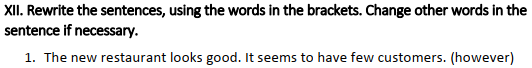 XII. Rewrite the sentences, using the words in the brackets. Change other words in the
sentence if necessary.
1. The new restaurant looks good. It seems to have few customers. (however)